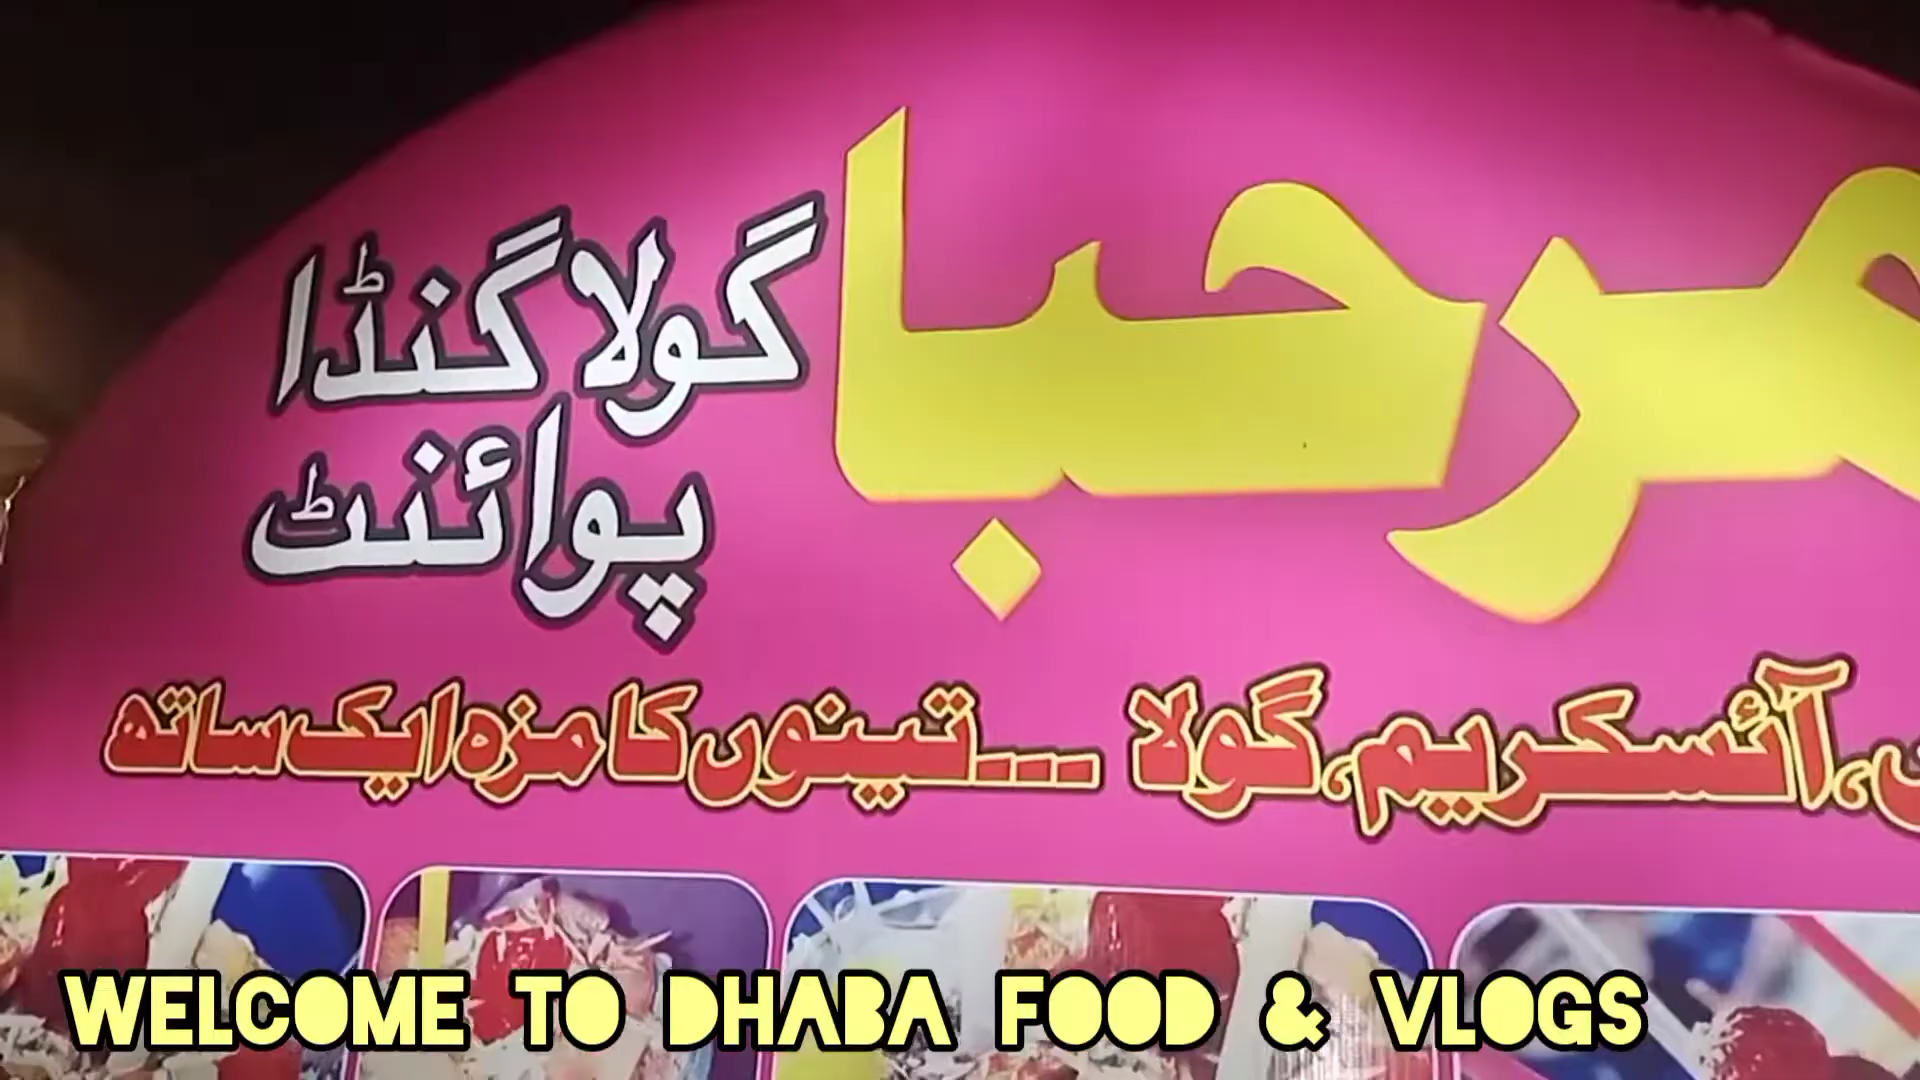 مرحبا
گولا گنڈا
پوائنٹ
آئسکریم، گولا ....تینوں کا مزہ ایک ساتھ
WELCOME TO DHABA FOOD & VLOGS